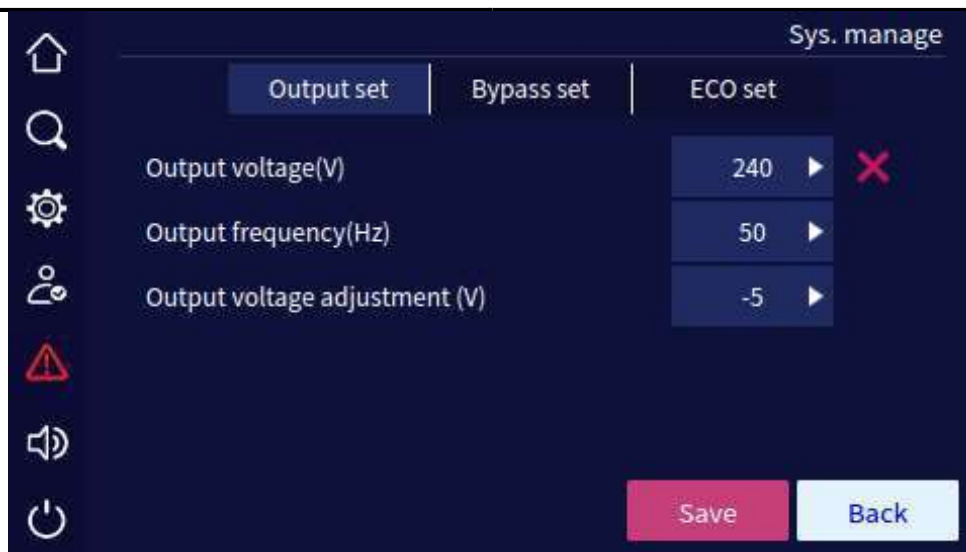 Sys. manage
Output set Bypass set ECO set
Output voltage(V) 240
Output frequency(Hz) 50
Output voltage adjustment (V) -5
Save Back